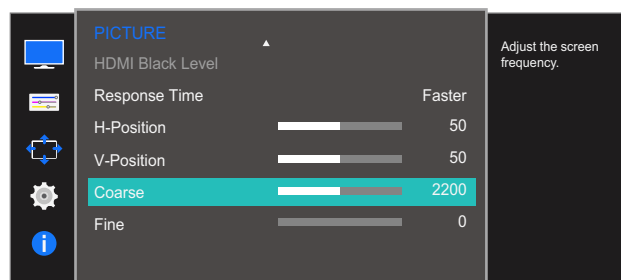 PICTURE
HDMI Black Level
Response Time Faster
H-Position 50
V-Position 50
Coarse 2200
Fine 0
Adjust the screen
frequency.